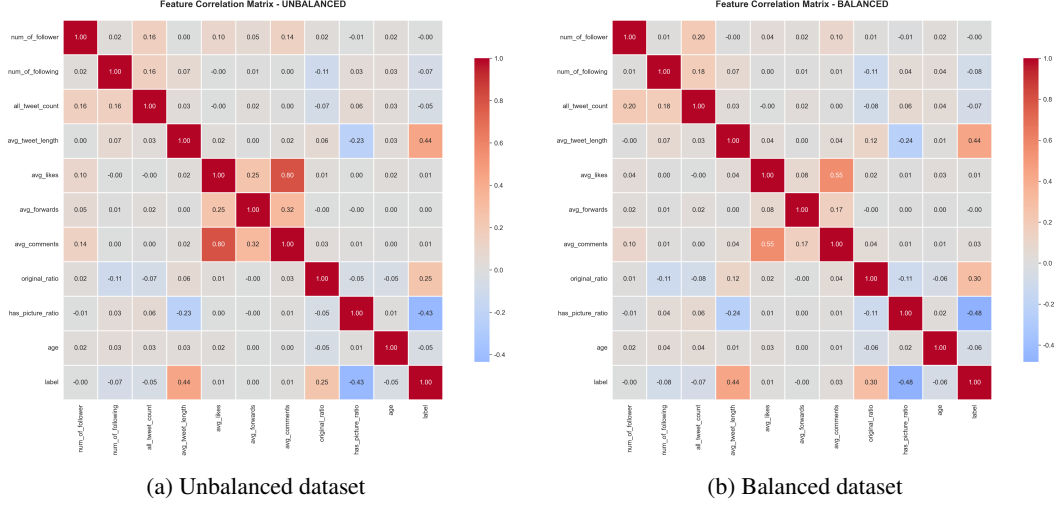 Feature Correlation Matrix - UNBALANCED
num_of_follower 1.00 0.02 0.16 0.00 0.10 0.05 0.14 0.02 -0.01 0.02 -0.00
num_of_following 0.02 1.00 0.16 0.07 -0.00 0.01 0.00 -0.11 0.03 0.03 -0.07
all_tweet_count 0.16 0.16 1.00 0.03 -0.00 0.02 0.00 -0.07 0.06 0.03 -0.05
avg_tweet_length 0.00 0.07 0.03 1.00 0.02 0.00 0.02 0.06 -0.23 0.03 0.44
avg_likes 0.10 -0.00 -0.00 0.02 1.00 0.25 0.80 0.01 0.01 0.02 0.01
avg_forwards 0.05 0.01 0.02 0.00 0.25 1.00 0.32 -0.00 -0.00 0.00 0.00
avg_comments 0.14 0.00 0.00 0.02 0.80 0.32 1.00 0.03 0.01 0.00 0.01
original_ratio 0.02 -0.11 -0.07 0.06 0.01 -0.00 0.03 1.00 -0.05 -0.05 0.25
has_picture_ratio -0.01 0.03 0.06 -0.23 0.01 -0.00 0.00 -0.05 1.00 0.01 -0.43
age 0.02 0.03 0.03 0.03 0.02 0.00 0.00 -0.05 0.01 1.00 -0.05
label -0.00 -0.07 -0.05 0.44 0.01 0.00 0.01 0.25 -0.43 -0.05 1.00
num_of_follower
num_of_following
all_tweet_count
avg_tweet_length
avg_likes
avg_forwards
avg_comments
original_ratio
has_picture_ratio
age
label
1.0
0.8
0.6
0.4
0.2
0.0
-0.2
-0.4
(a) Unbalanced dataset
Feature Correlation Matrix - BALANCED
num_of_follower 1.00 0.01 0.20 -0.00 0.04 0.02 0.10 0.01 -0.01 0.02 -0.00
num_of_following 0.01 1.00 0.18 0.07 0.00 0.01 0.00 -0.11 0.04 0.04 -0.08
all_tweet_count 0.20 0.18 1.00 0.03 -0.00 0.02 0.00 -0.08 0.06 0.04 -0.07
avg_tweet_length -0.00 0.07 0.03 1.00 0.04 -0.00 0.04 0.12 -0.24 0.01 0.44
avg_likes 0.04 0.00 -0.00 0.04 1.00 0.08 0.55 0.02 0.01 0.03 0.01
avg_forwards 0.02 0.01 0.02 -0.00 0.08 1.00 0.17 -0.00 0.01 0.00 -0.00
avg_comments 0.10 0.00 0.00 0.04 0.55 0.17 1.00 0.04 0.01 0.01 0.03
original_ratio 0.01 -0.11 -0.08 0.12 0.02 -0.00 0.04 1.00 -0.11 -0.06 0.30
has_picture_ratio -0.01 0.04 0.06 -0.24 0.01 0.01 0.01 -0.11 1.00 0.02 -0.48
age 0.02 0.04 0.04 0.01 0.03 0.00 0.01 -0.06 0.02 1.00 -0.06
label -0.00 -0.08 -0.07 0.44 0.01 -0.00 0.03 0.30 -0.48 -0.06 1.00
num_of_follower
num_of_following
all_tweet_count
avg_tweet_length
avg_likes
avg_forwards
avg_comments
original_ratio
has_picture_ratio
age
label
1.0
0.8
0.6
0.4
0.2
0.0
-0.2
-0.4
(b) Balanced dataset